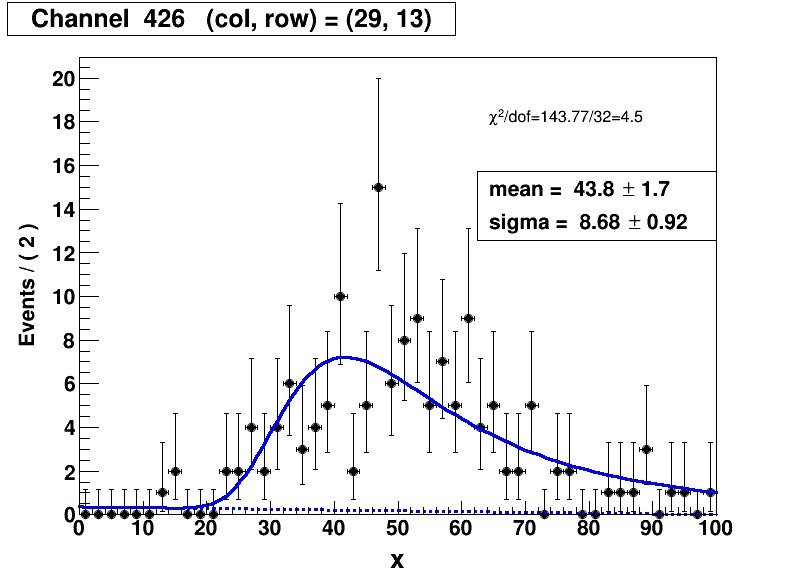 Channel 426 (col, row) = (29, 13)
χ²/dof=143.77/32=4.5
mean = 43.8 ± 1.7
sigma = 8.68 ± 0.92
Events / ( 2 )
20
18
16
14
12
10
8
6
4
2
0
0 10 20 30 40 50 60 70 80 90 100
x